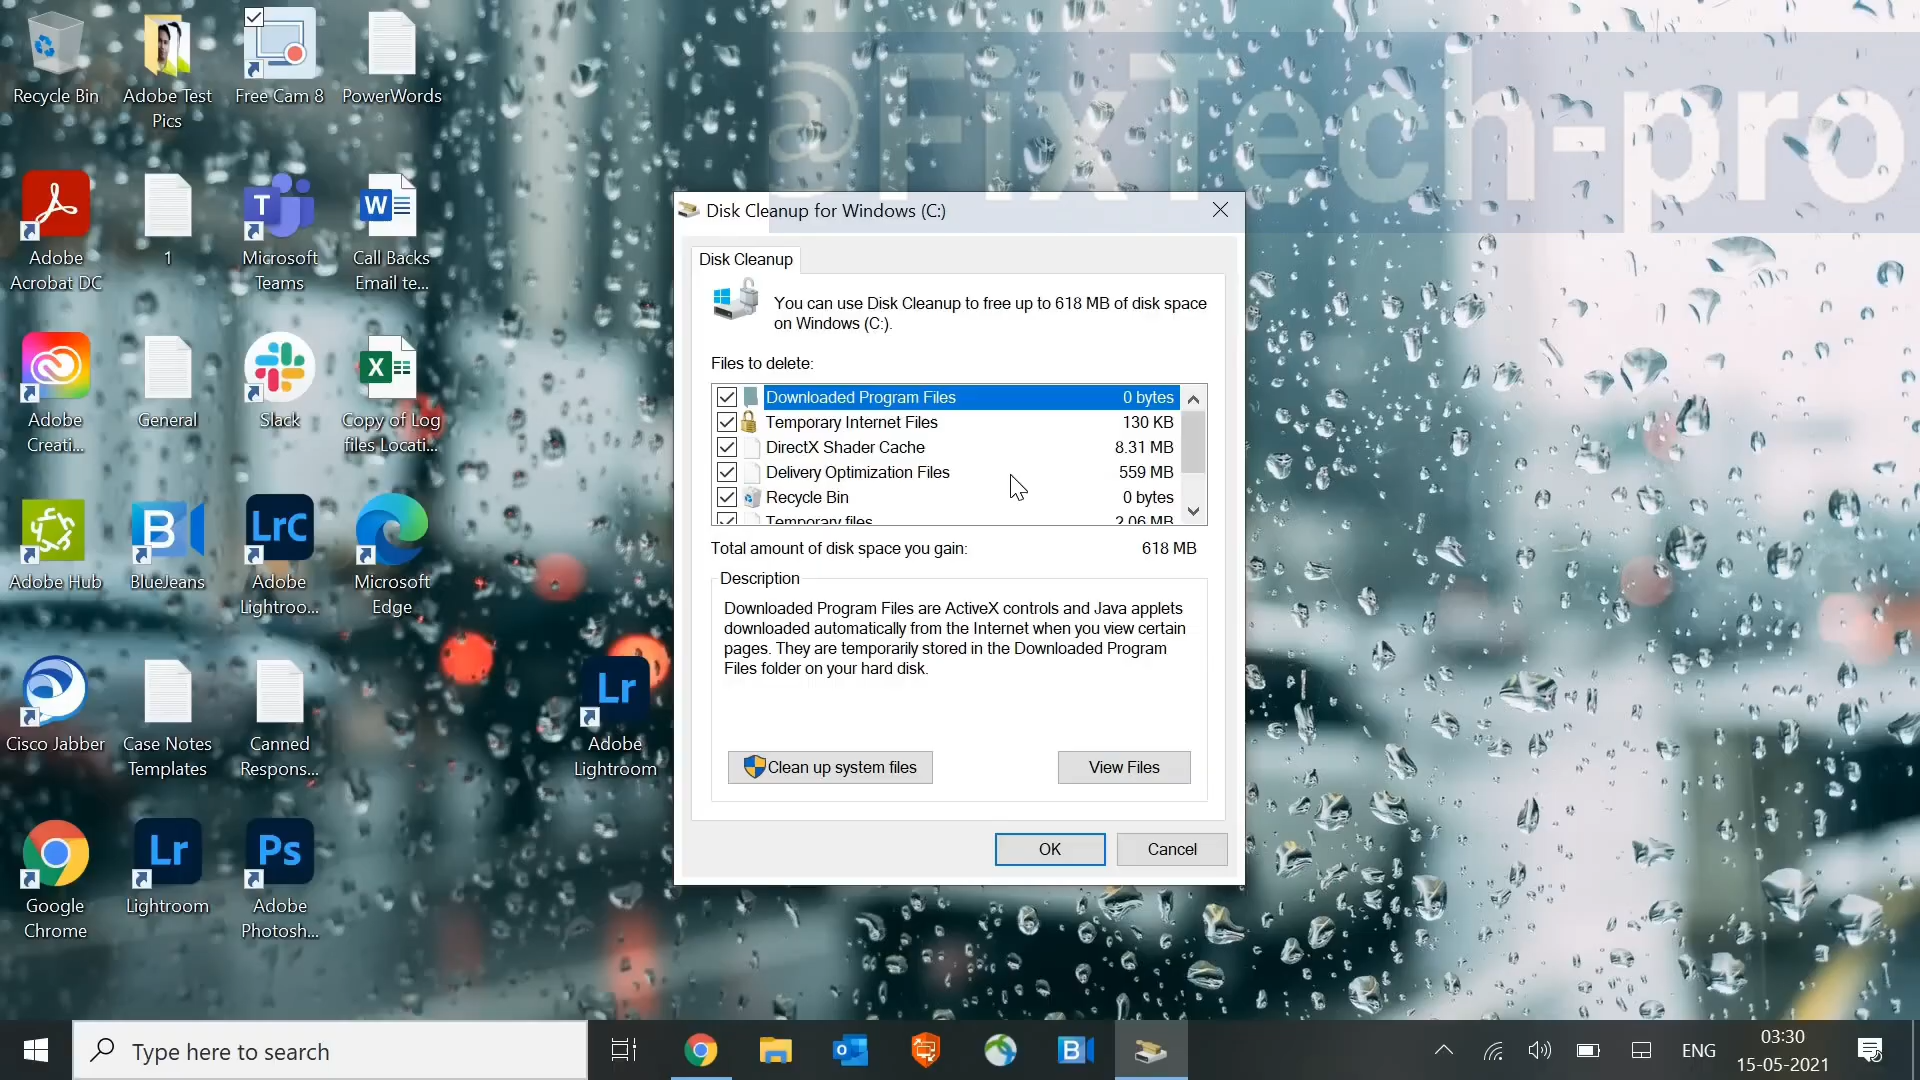 @FixTech-pro
Recycle Bin
Adobe Test
Pics
Free Cam 8
PowerWords
Adobe
Acrobat DC
1
Microsoft
Teams
Call Backs
Email te...
Adobe
Creati...
General
Slack
Copy of Log
files Locati...
Adobe Hub
BlueJeans
Adobe
Lightroo...
Microsoft
Edge
Cisco Jabber
Case Notes
Templates
Canned
Respons...
Adobe
Lightroom
Google
Chrome
Lightroom
Adobe
Photosh...
T
W
X
B
LrC
Lr
Lr
Ps
Disk Cleanup for Windows (C:)
Disk Cleanup
You can use Disk Cleanup to free up to 618 MB of disk space
on Windows (C:).
Files to delete:
Downloaded Program Files 0 bytes
Temporary Internet Files 130 KB
DirectX Shader Cache 8.31 MB
Delivery Optimization Files 559 MB
Recycle Bin 0 bytes
Temporary files 2.06 MB
Total amount of disk space you gain: 618 MB
Description
Downloaded Program Files are ActiveX controls and Java applets
downloaded automatically from the Internet when you view certain
pages. They are temporarily stored in the Downloaded Program
Files folder on your hard disk.
Clean up system files
View Files
OK
Cancel
Type here to search
B
ENG
03:30
15-05-2021